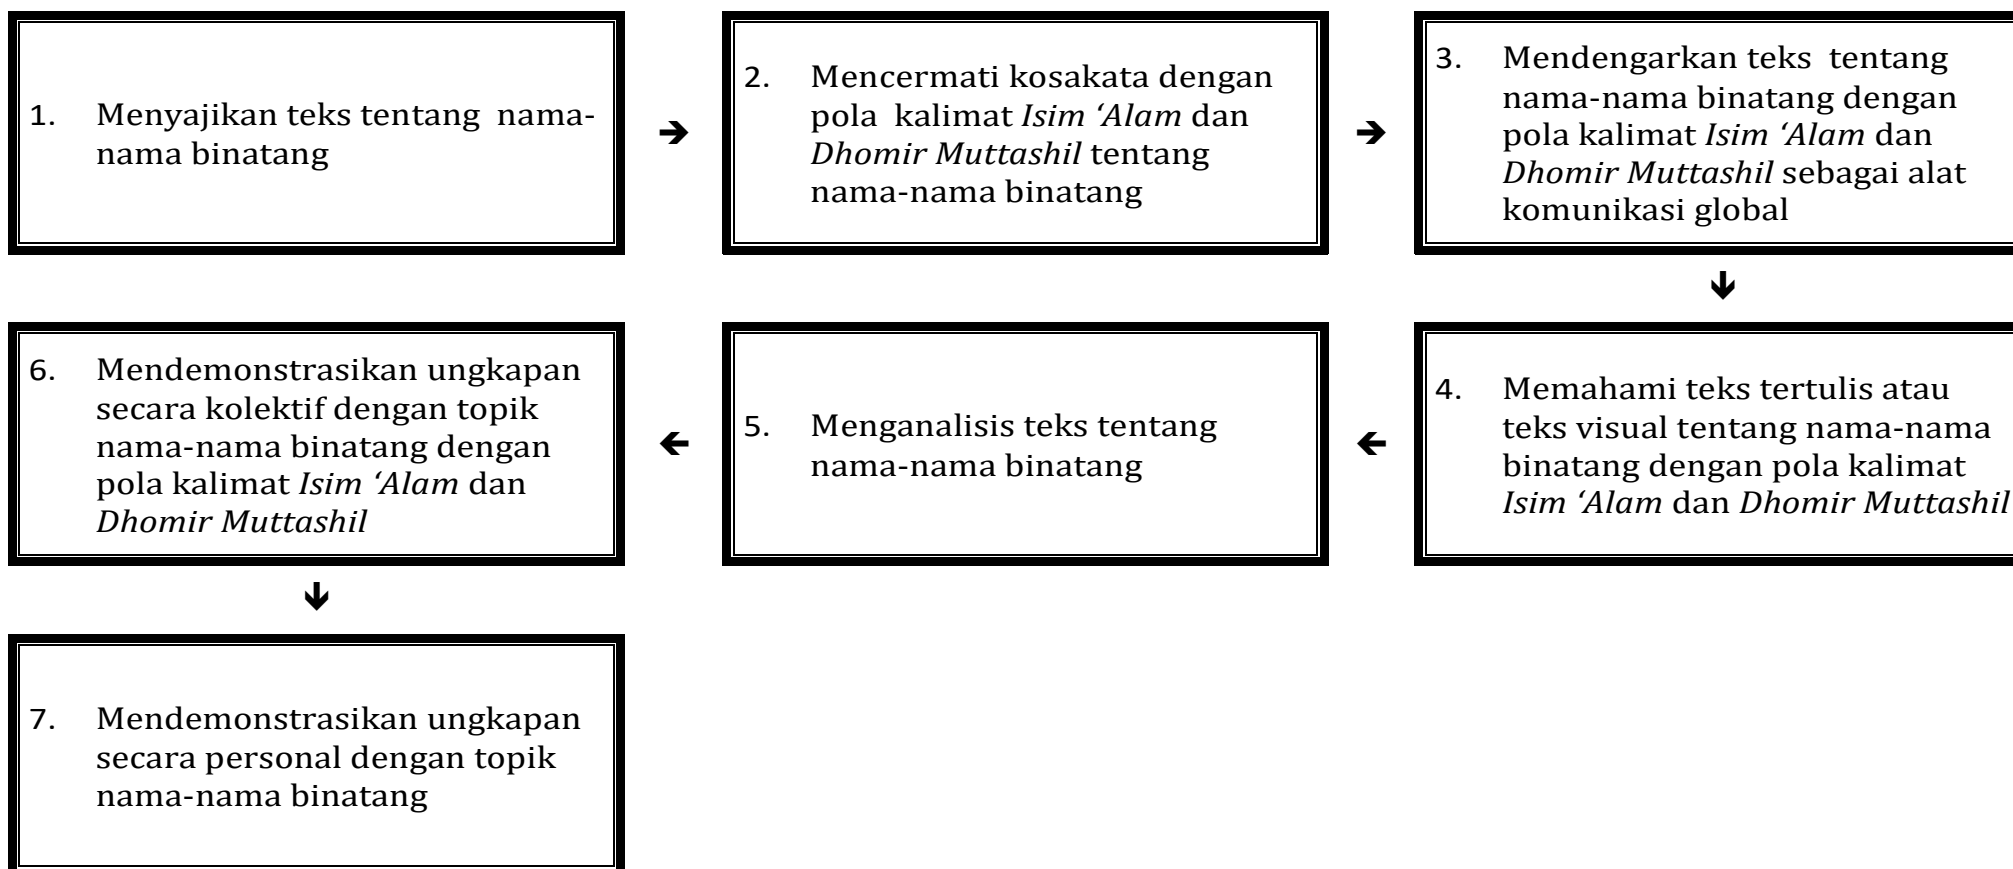 1. Menyajikan teks tentang nama-
nama binatang
➔
2. Mencermati kosakata dengan
pola kalimat Isim ‘Alam dan
Dhomir Muttashil tentang
nama-nama binatang
➔
3. Mendengarkan teks tentang
nama-nama binatang dengan
pola kalimat Isim ‘Alam dan
Dhomir Muttashil sebagai alat
komunikasi global
4. Memahami teks tertulis atau
teks visual tentang nama-nama
binatang dengan pola kalimat
Isim ‘Alam dan Dhomir Muttashil
5. Menganalisis teks tentang
nama-nama binatang
6. Mendemonstrasikan ungkapan
secara kolektif dengan topik
nama-nama binatang dengan
pola kalimat Isim ‘Alam dan
Dhomir Muttashil
7. Mendemonstrasikan ungkapan
secara personal dengan topik
nama-nama binatang